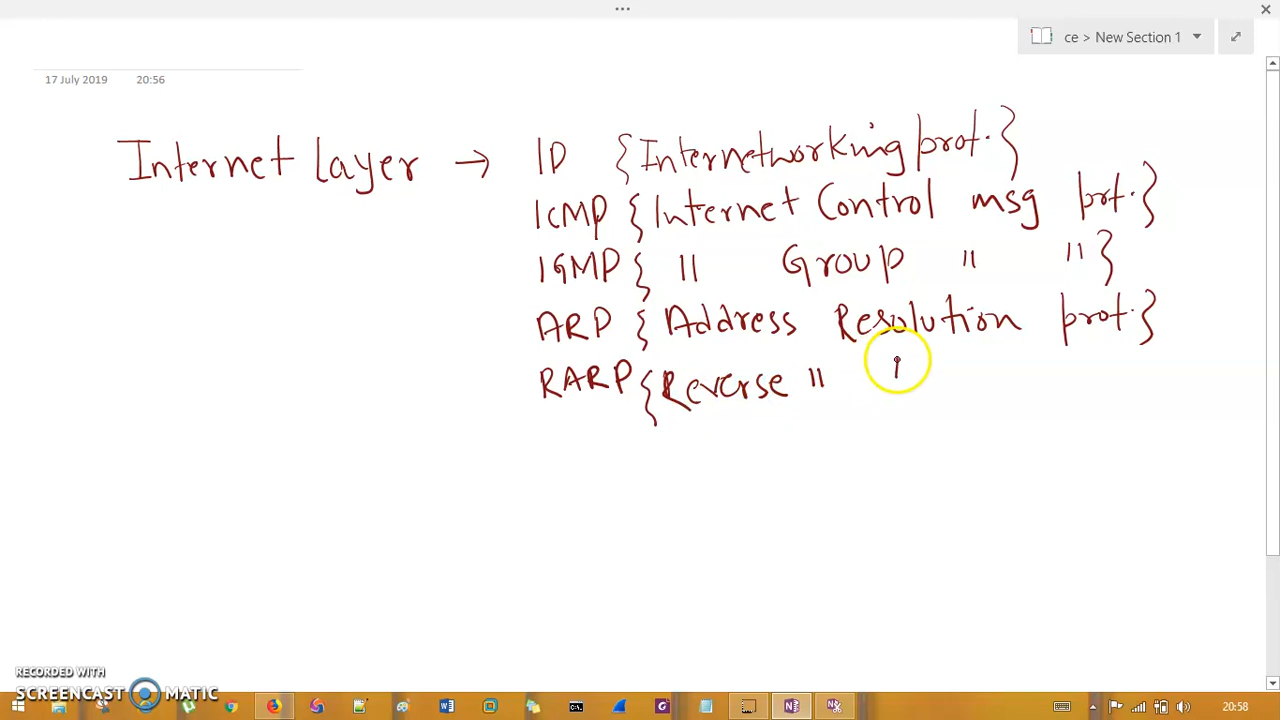 ce > New Section 1
17 July 2019 20:56
Internet Layer → IP {Internetworking prot.}
ICMP {Internet Control msg prt.}
IGMP { " Group " " }
ARP {Address Resolution prot.}
RARP {Reverse "
RECORDED WITH
SCREENCAST MATIC
20:58